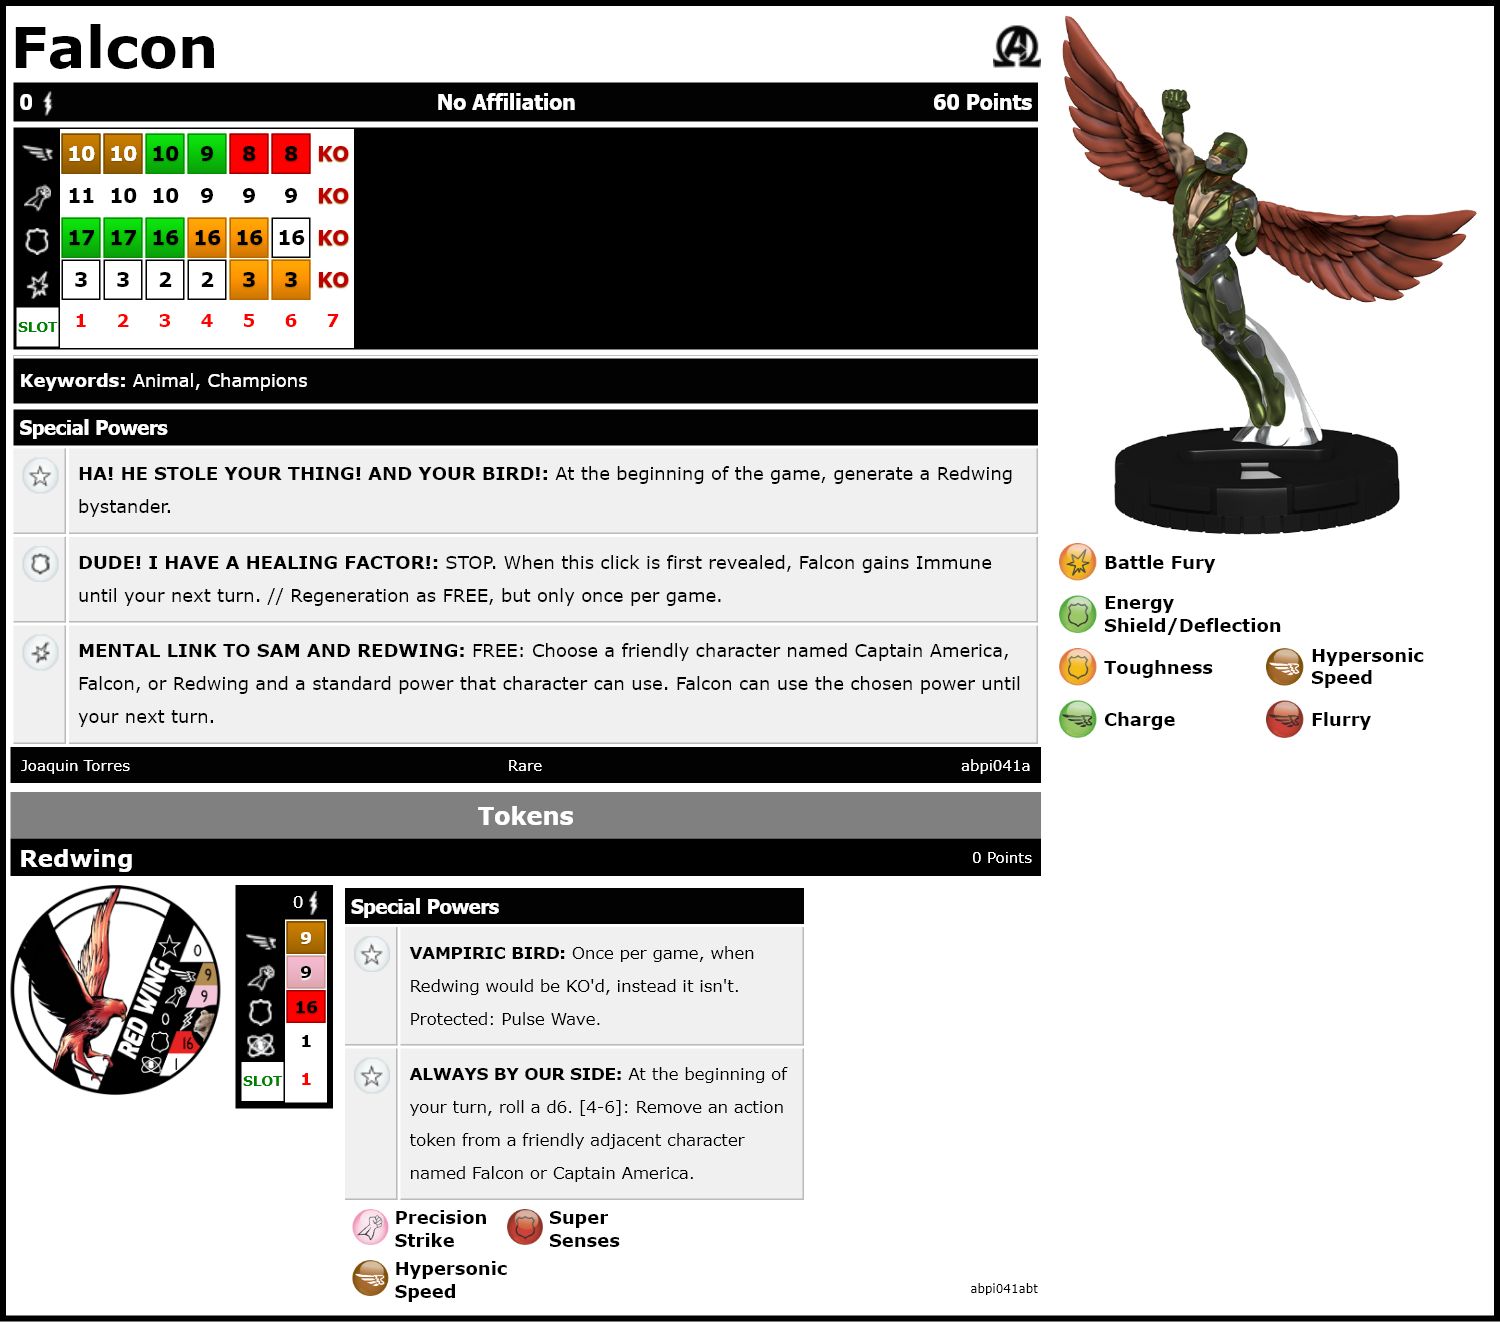 Falcon
0 No Affiliation 60 Points
10 10 10 9 8 8 KO
11 10 10 9 9 9 KO
17 17 16 16 16 16 KO
3 3 2 2 3 3 KO
SLOT 1 2 3 4 5 6 7
Keywords: Animal, Champions
Special Powers
HA! HE STOLE YOUR THING! AND YOUR BIRD!: At the beginning of the game, generate a Redwing
bystander.
DUDE! I HAVE A HEALING FACTOR!: STOP. When this click is first revealed, Falcon gains Immune
until your next turn. // Regeneration as FREE, but only once per game.
MENTAL LINK TO SAM AND REDWING: FREE: Choose a friendly character named Captain America,
Falcon, or Redwing and a standard power that character can use. Falcon can use the chosen power until
your next turn.
Joaquin Torres Rare abpi041a
Battle Fury
Energy
Shield/Deflection
Toughness
Hypersonic
Speed
Charge
Flurry
Tokens
Redwing 0 Points
RED WING
0
9
9
0
16
1
0
9
9
16
1
SLOT 1
Special Powers
VAMPIRIC BIRD: Once per game, when
Redwing would be KO'd, instead it isn't.
Protected: Pulse Wave.
ALWAYS BY OUR SIDE: At the beginning of
your turn, roll a d6. [4-6]: Remove an action
token from a friendly adjacent character
named Falcon or Captain America.
Precision
Strike
Super
Senses
Hypersonic
Speed
abpi041abt